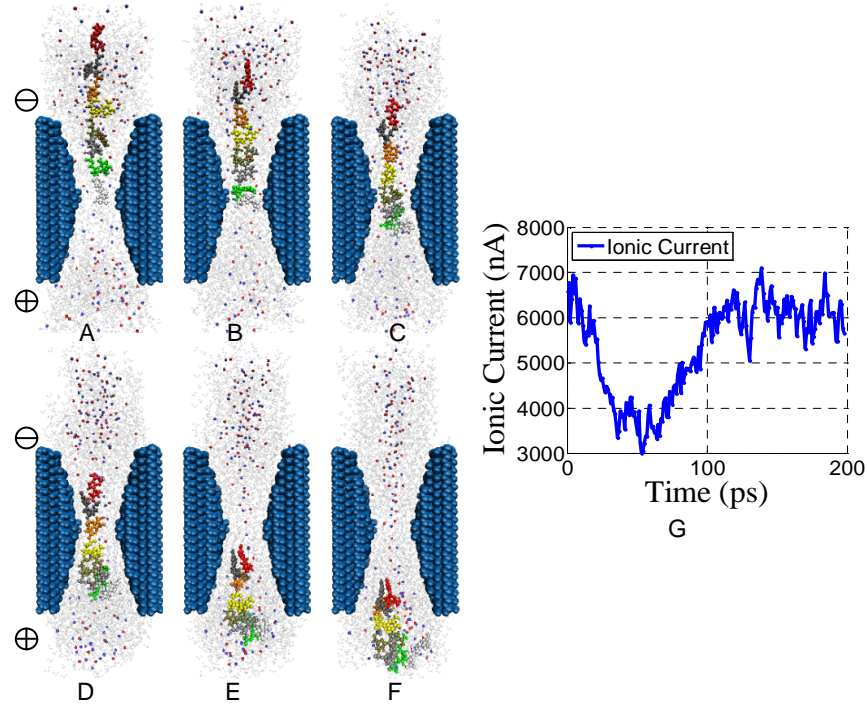 ⊖
⊕
A
B
C
⊖
⊕
D
E
F
Ionic Current (nA)
8000
7000
6000
5000
4000
3000
Ionic Current
0
100
200
Time (ps)
G